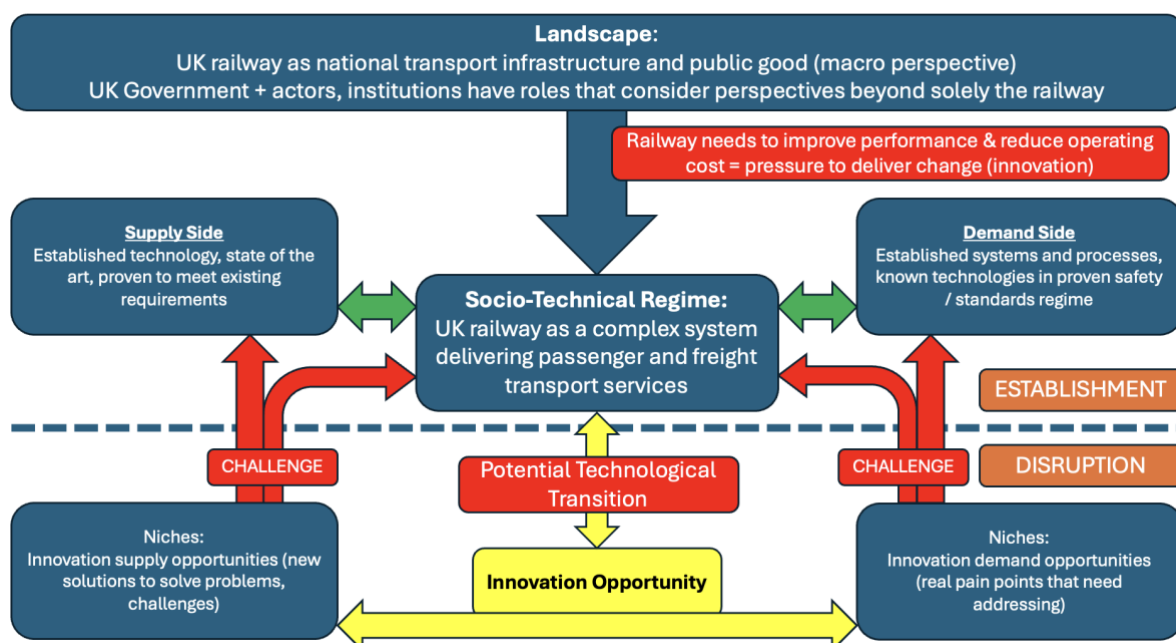 Landscape:
UK railway as national transport infrastructure and public good (macro perspective)
UK Government + actors, institutions have roles that consider perspectives beyond solely the railway
Railway needs to improve performance & reduce operating
cost = pressure to deliver change (innovation)
Supply Side
Established technology, state of the
art, proven to meet existing
requirements
Demand Side
Established systems and processes,
known technologies in proven safety
/ standards regime
Socio-Technical Regime:
UK railway as a complex system
delivering passenger and freight
transport services
ESTABLISHMENT
CHALLENGE
Potential Technological
Transition
CHALLENGE
DISRUPTION
Niches:
Innovation supply opportunities (new
solutions to solve problems,
challenges)
Innovation Opportunity
Niches:
Innovation demand opportunities
(real pain points that need
addressing)